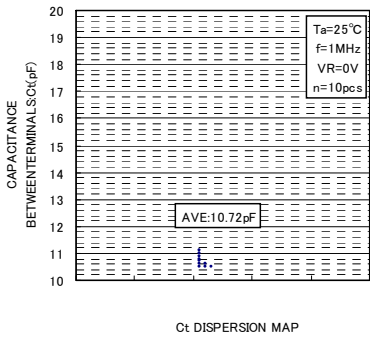 20
19
18
17
16
15
14
13
12
11
10
CAPACITANCE
BETWEENTERMINALS:Ct(pF)
Ta=25°C
f=1MHz
VR=0V
n=10pcs
AVE:10.72pF
Ct DISPERSION MAP